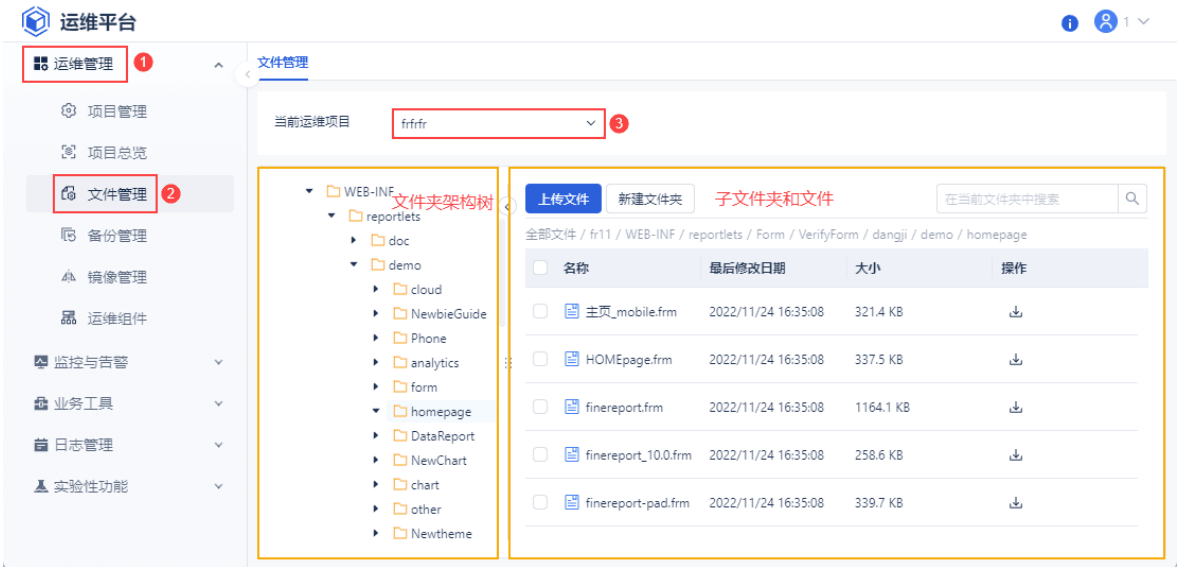 运维平台
1
运维管理
1
项目管理
项目总览
文件管理
2
备份管理
镜像管理
运维组件
监控与告警
业务工具
日志管理
实验性功能
文件管理
当前运维项目
frfrfr
3
WEB-INF
文件夹架构树
reportlets
doc
demo
cloud
NewbieGuide
Phone
analytics
form
homepage
DataReport
NewChart
chart
other
Newtheme
上传文件 新建文件夹 子文件夹和文件 在当前文件夹中搜索
全部文件 / fr11 / WEB-INF / reportlets / Form / VerifyForm / dangji / demo / homepage
名称 最后修改日期 大小 操作
主页_mobile.frm 2022/11/24 16:35:08 321.4 KB
HOMEpage.frm 2022/11/24 16:35:08 337.5 KB
finereport.frm 2022/11/24 16:35:08 1164.1 KB
finereport_10.0.frm 2022/11/24 16:35:08 258.6 KB
finereport-pad.frm 2022/11/24 16:35:08 339.7 KB